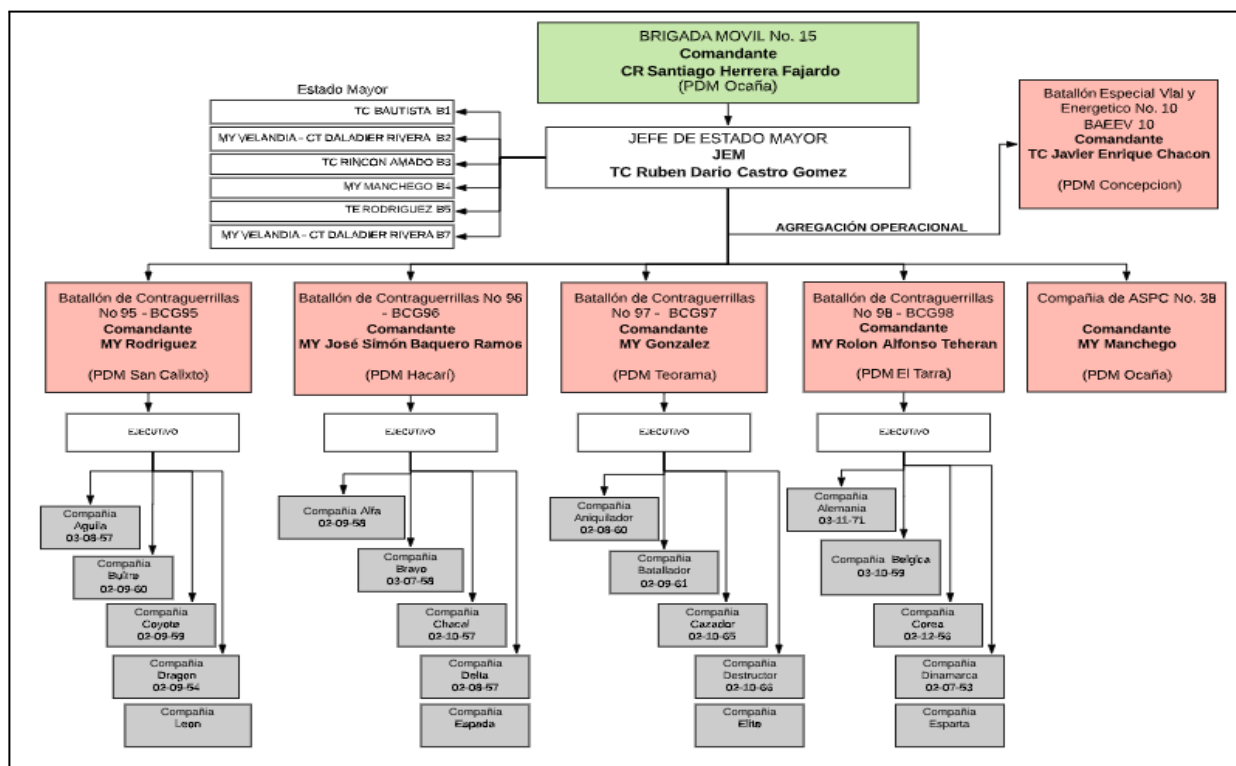 BRIGADA MOVIL No. 15
Comandante
CR Santiago Herrera Fajardo
(PDM Ocaña)
Estado Mayor
TC BAUTISTA B1
MY VELANDIA - CT DALADIER RIVERA B2
TC RINCON AMADO B3
MY MANCHEGO B4
TE RODRIGUEZ B5
MY VELANDIA - CT DALADIER RIVERA B7
JEFE DE ESTADO MAYOR
JEM
TC Ruben Dario Castro Gomez
Batallón Especial Vial y
Energetico No. 10
BAEEV 10
Comandante
TC Javier Enrique Chacon
(PDM Concepcion)
AGREGACIÓN OPERACIONAL
Batallón de Contraguerrillas
No 95 - BCG95
Comandante
MY Rodriguez
(PDM San Calixto)
Batallón de Contraguerrillas No 96
- BCG96
Comandante
MY José Simón Baquero Ramos
(PDM Hacarí)
Batallón de Contraguerrillas
No 97 - BCG97
Comandante
MY Gonzalez
(PDM Teorama)
Batallón de Contraguerrillas
No 98 - BCG98
Comandante
MY Rolon Alfonso Teheran
(PDM El Tarra)
Compañia de ASPC No. 38
Comandante
MY Manchego
(PDM Ocaña)
EJECUTIVO
EJECUTIVO
EJECUTIVO
EJECUTIVO
Compañia
Aguila
03-08-57
Compañia
Buitre
02-09-60
Compañia
Coyote
02-09-59
Compañia
Dragon
02-09-54
Compañia
Leon
Compañia Alfa
02-09-58
Compañia
Bravo
03-07-58
Compañia
Chacal
02-10-57
Compañia
Delta
02-08-57
Compañia
Espada
Compañia
Aniquilador
02-08-60
Compañia
Batallador
02-09-61
Compañia
Cazador
02-10-65
Compañia
Destructor
02-10-66
Compañia
Elite
Compañia
Alemania
03-11-71
Compañia Belgica
03-10-59
Compañia
Corea
02-12-56
Compañia
Dinamarca
02-07-53
Compañia
Esparta